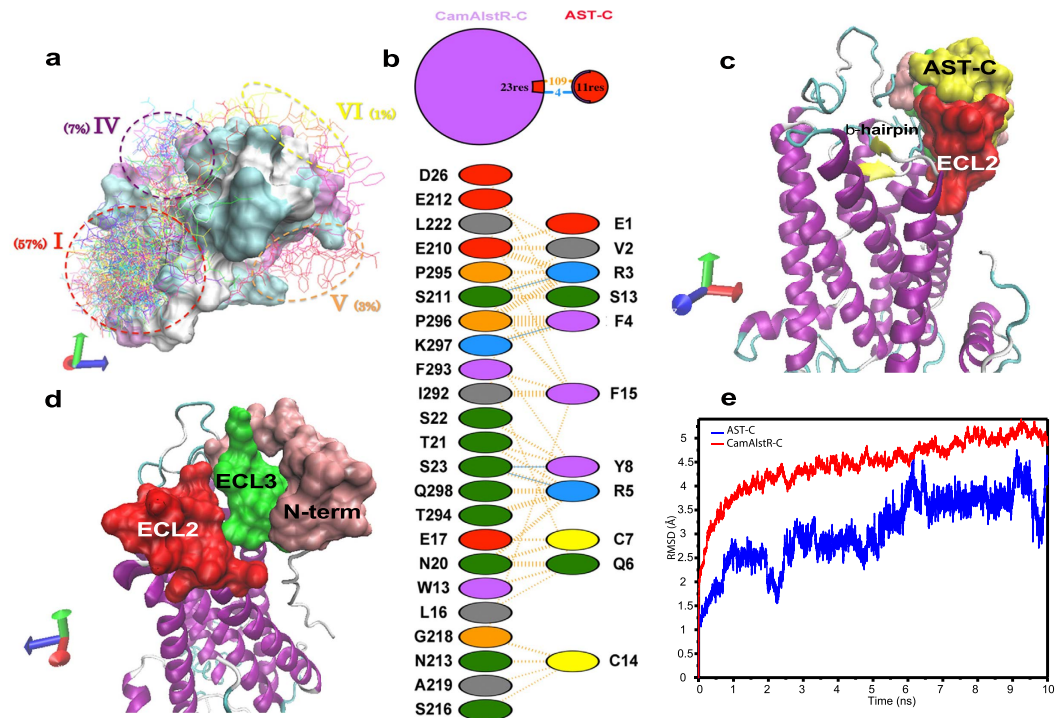 a
(7%) IV
VI (1%)
(57%) I
V (3%)
b
CamAlstR-C
AST-C
23res
109
4
11res
D26
E212
L222
E1
E210
V2
P295
R3
S211
S13
P296
F4
K297
F293
I292
F15
S22
T21
S23
Y8
Q298
R5
T294
E17
C7
N20
Q6
W13
L16
G218
N213
C14
A219
S216
c
AST-C
b-hairpin
ECL2
d
ECL3
ECL2
N-term
e
AST-C
CamAlstR-C
RMSD (Å)
5
4.5
4
3.5
3
2.5
2
1.5
1
0.5
0
0 1 2 3 4 5 6 7 8 9 10
Time (ns)